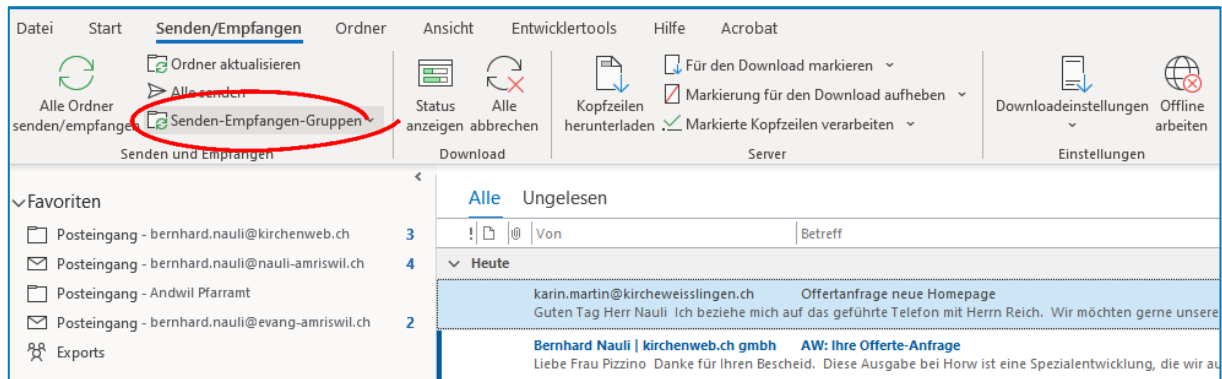 Datei Start Senden/Empfangen Ordner Ansicht Entwicklertools Hilfe Acrobat
Alle Ordner
senden/empfangen
Ordner aktualisieren
Alle senden
Senden-Empfangen-Gruppen
Senden und Empfangen
Status
anzeigen
Alle
abbrechen
Download
Kopfzeilen
herunterladen
Für den Download markieren
Markierung für den Download aufheben
Markierte Kopfzeilen verarbeiten
Server
Downloadeinstellungen
Offline
arbeiten
Einstellungen
Favoriten
Posteingang - bernhard.nauli@kirchenweb.ch 3
Posteingang - bernhard.nauli@nauli-amriswil.ch 4
Posteingang - Andwil Pfarramt
Posteingang - bernhard.nauli@evang-amriswil.ch 2
Exports
Alle Ungelesen
! Von Betreff
Heute
karin.martin@kircheweisslingen.ch Offertanfrage neue Homepage
Guten Tag Herr Nauli Ich beziehe mich auf das geführte Telefon mit Herrn Reich. Wir möchten gerne unsere
Bernhard Nauli | kirchenweb.ch gmbh AW: Ihre Offerte-Anfrage
Liebe Frau Pizzino Danke für Ihren Bescheid. Diese Ausgabe bei Horw ist eine Spezialentwicklung, die wir au